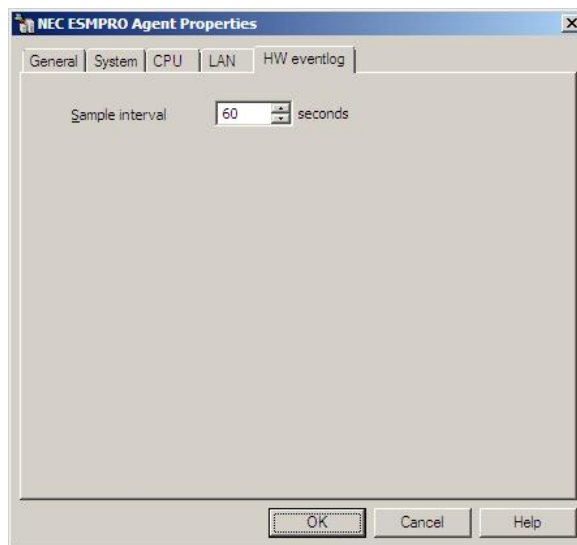 NEC ESMPRO Agent Properties
General System CPU LAN HW eventlog
Sample interval 60 seconds
OK Cancel Help